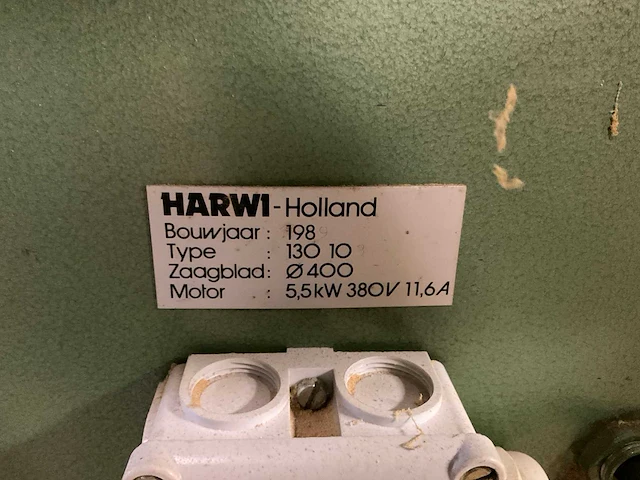 HARWI-Holland
Bouwjaar : 198
Type : 130 10
Zaagblad: Ø400
Motor : 5,5kW 380V 11,6A